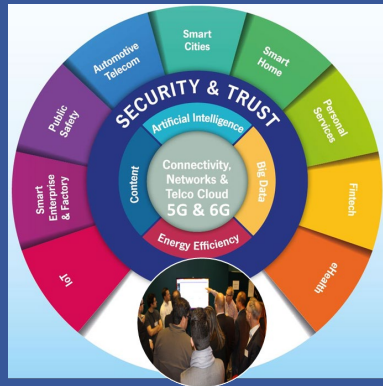 Smart
Cities
Automotive
Telecom
Smart
Home
Public
Safety
Personal
Services
Smart
Enterprise
& Factory
Fintech
IoT
eHealth
SECURITY & TRUST
Artificial Intelligence
Content
Big Data
Connectivity,
Networks &
Telco Cloud
5G & 6G
Energy Efficiency